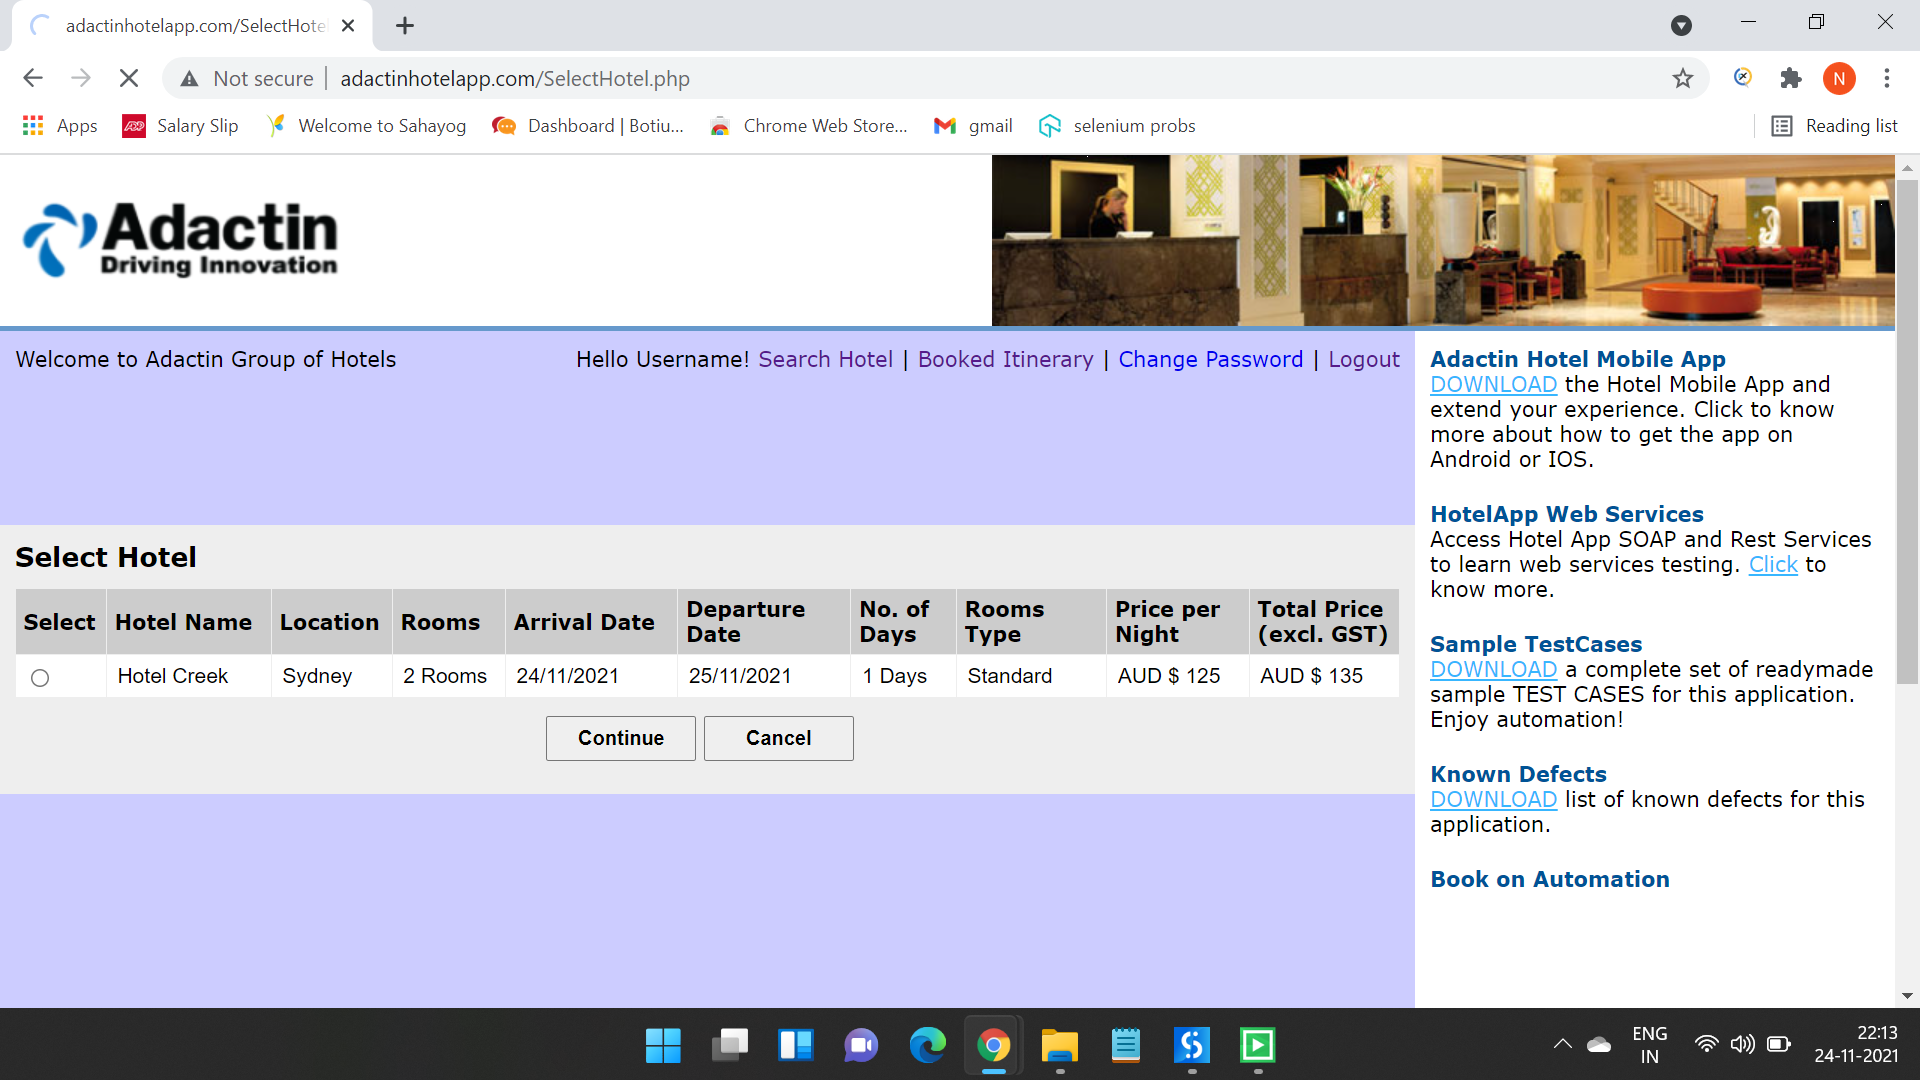 adactinhotelapp.com/SelectHote
Not secure adactinhotelapp.com/SelectHotel.php
N
Apps
ADP
Salary Slip
Welcome to Sahayog
Dashboard | Botiu...
Chrome Web Store...
gmail
selenium probs
Reading list
Adactin
Driving Innovation
Welcome to Adactin Group of Hotels
Hello Username! Search Hotel | Booked Itinerary | Change Password | Logout
Select Hotel
Select Hotel Name Location Rooms Arrival Date Departure Date No. of Days Rooms Type Price per Night Total Price (excl. GST)
Hotel Creek Sydney 2 Rooms 24/11/2021 25/11/2021 1 Days Standard AUD $ 125 AUD $ 135
Continue Cancel
Adactin Hotel Mobile App
DOWNLOAD the Hotel Mobile App and
extend your experience. Click to know
more about how to get the app on
Android or IOS.
HotelApp Web Services
Access Hotel App SOAP and Rest Services
to learn web services testing. Click to
know more.
Sample TestCases
DOWNLOAD a complete set of readymade
sample TEST CASES for this application.
Enjoy automation!
Known Defects
DOWNLOAD list of known defects for this
application.
Book on Automation
ENG
IN
22:13
24-11-2021